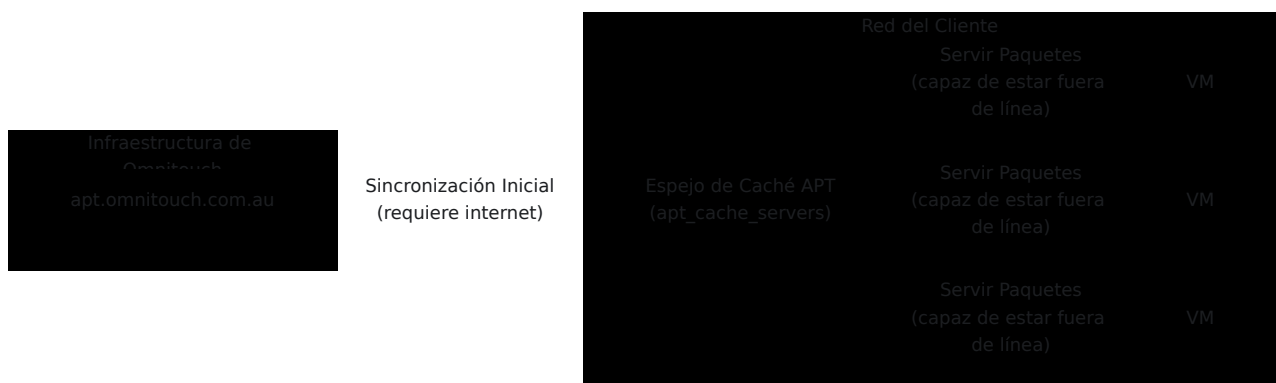 Infraestructura de
Omnitouch
apt.omnitouch.com.au
Sincronización Inicial
(requiere internet)
Red del Cliente
Espejo de Caché APT
(apt_cache_servers)
Servir Paquetes
(capaz de estar fuera
de línea)
VM
Servir Paquetes
(capaz de estar fuera
de línea)
VM
Servir Paquetes
(capaz de estar fuera
de línea)
VM